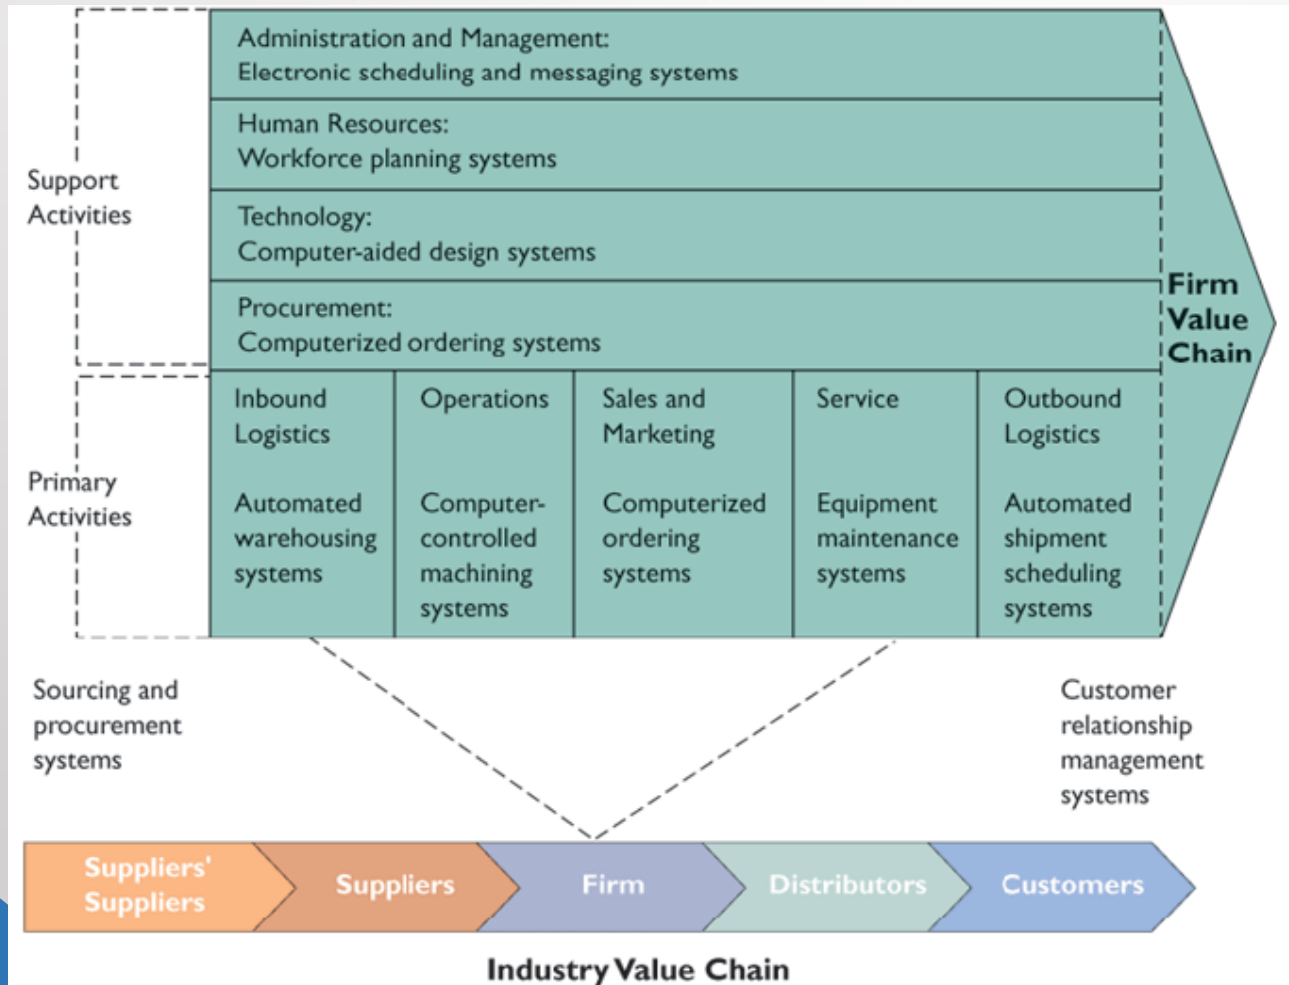 Administration and Management:
Electronic scheduling and messaging systems
Human Resources:
Workforce planning systems
Support
Activities
Technology:
Computer-aided design systems
Procurement:
Computerized ordering systems
Firm
Value
Chain
Primary
Activities
Inbound
Logistics
Automated
warehousing
systems
Operations
Computer-
controlled
machining
systems
Sales and
Marketing
Computerized
ordering
systems
Service
Equipment
maintenance
systems
Outbound
Logistics
Automated
shipment
scheduling
systems
Sourcing and
procurement
systems
Customer
relationship
management
systems
Suppliers'
Suppliers
Suppliers
Firm
Distributors
Customers
Industry Value Chain